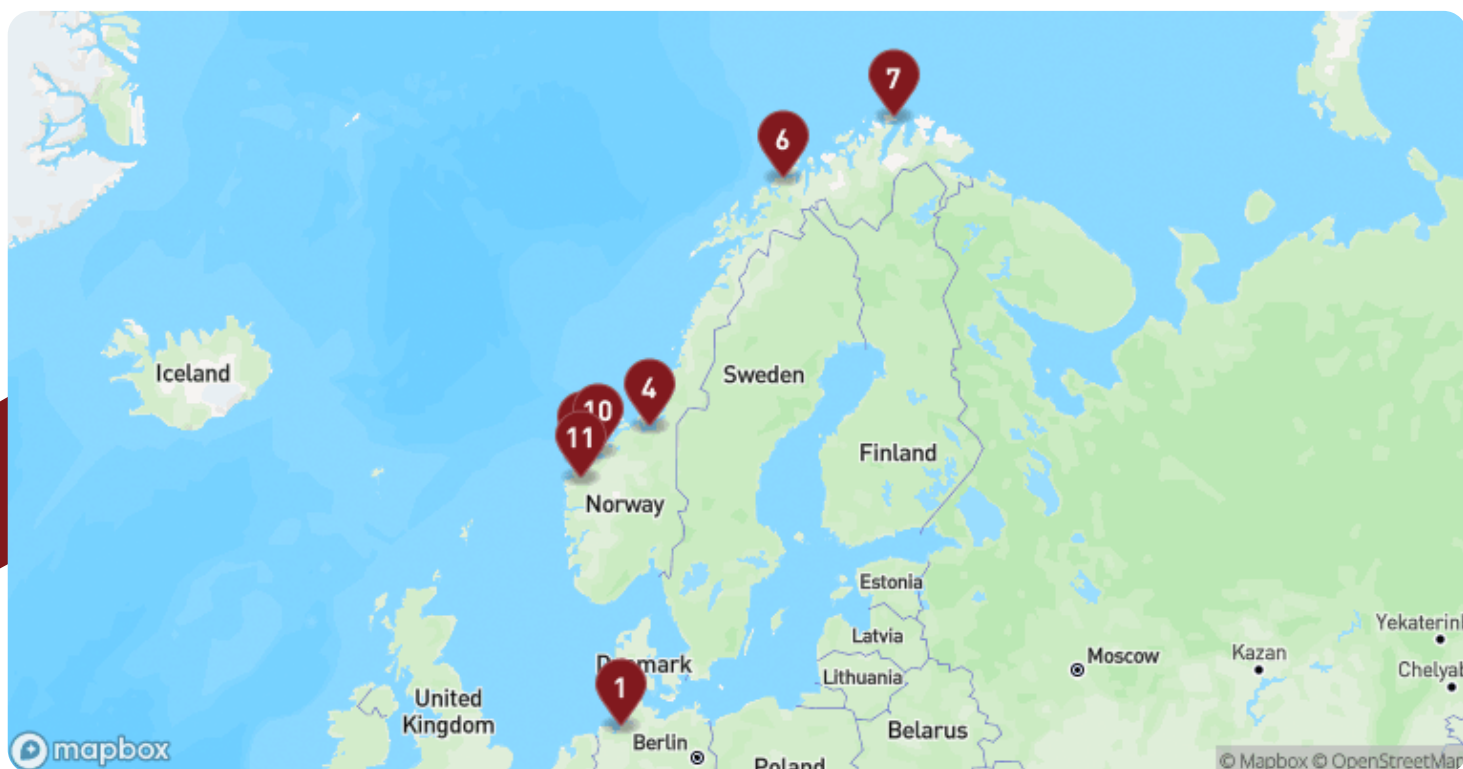 7
6
Iceland
Sweden
4
10
11
Finland
Norway
Estonia
Yekaterin
Latvia
Moscow
Kazan
Denmark
Chelyab
Lithuania
1
United
Kingdom
Belarus
Berlin
mapbox
Poland
© Mapbox © OpenStreetMap